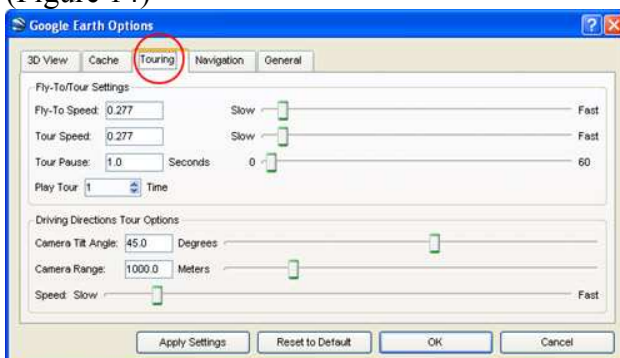 (Figure 14)
Google Earth Options
3D View Cache Touring Navigation General
Fly-To/Tour Settings
Fly-To Speed: 0.277 Slow Fast
Tour Speed: 0.277 Slow Fast
Tour Pause: 1.0 Seconds 0 60
Play Tour 1 Time
Driving Directions Tour Options
Camera Tilt Angle: 45.0 Degrees
Camera Range: 1000.0 Meters
Speed: Slow Fast
Apply Settings Reset to Default OK Cancel